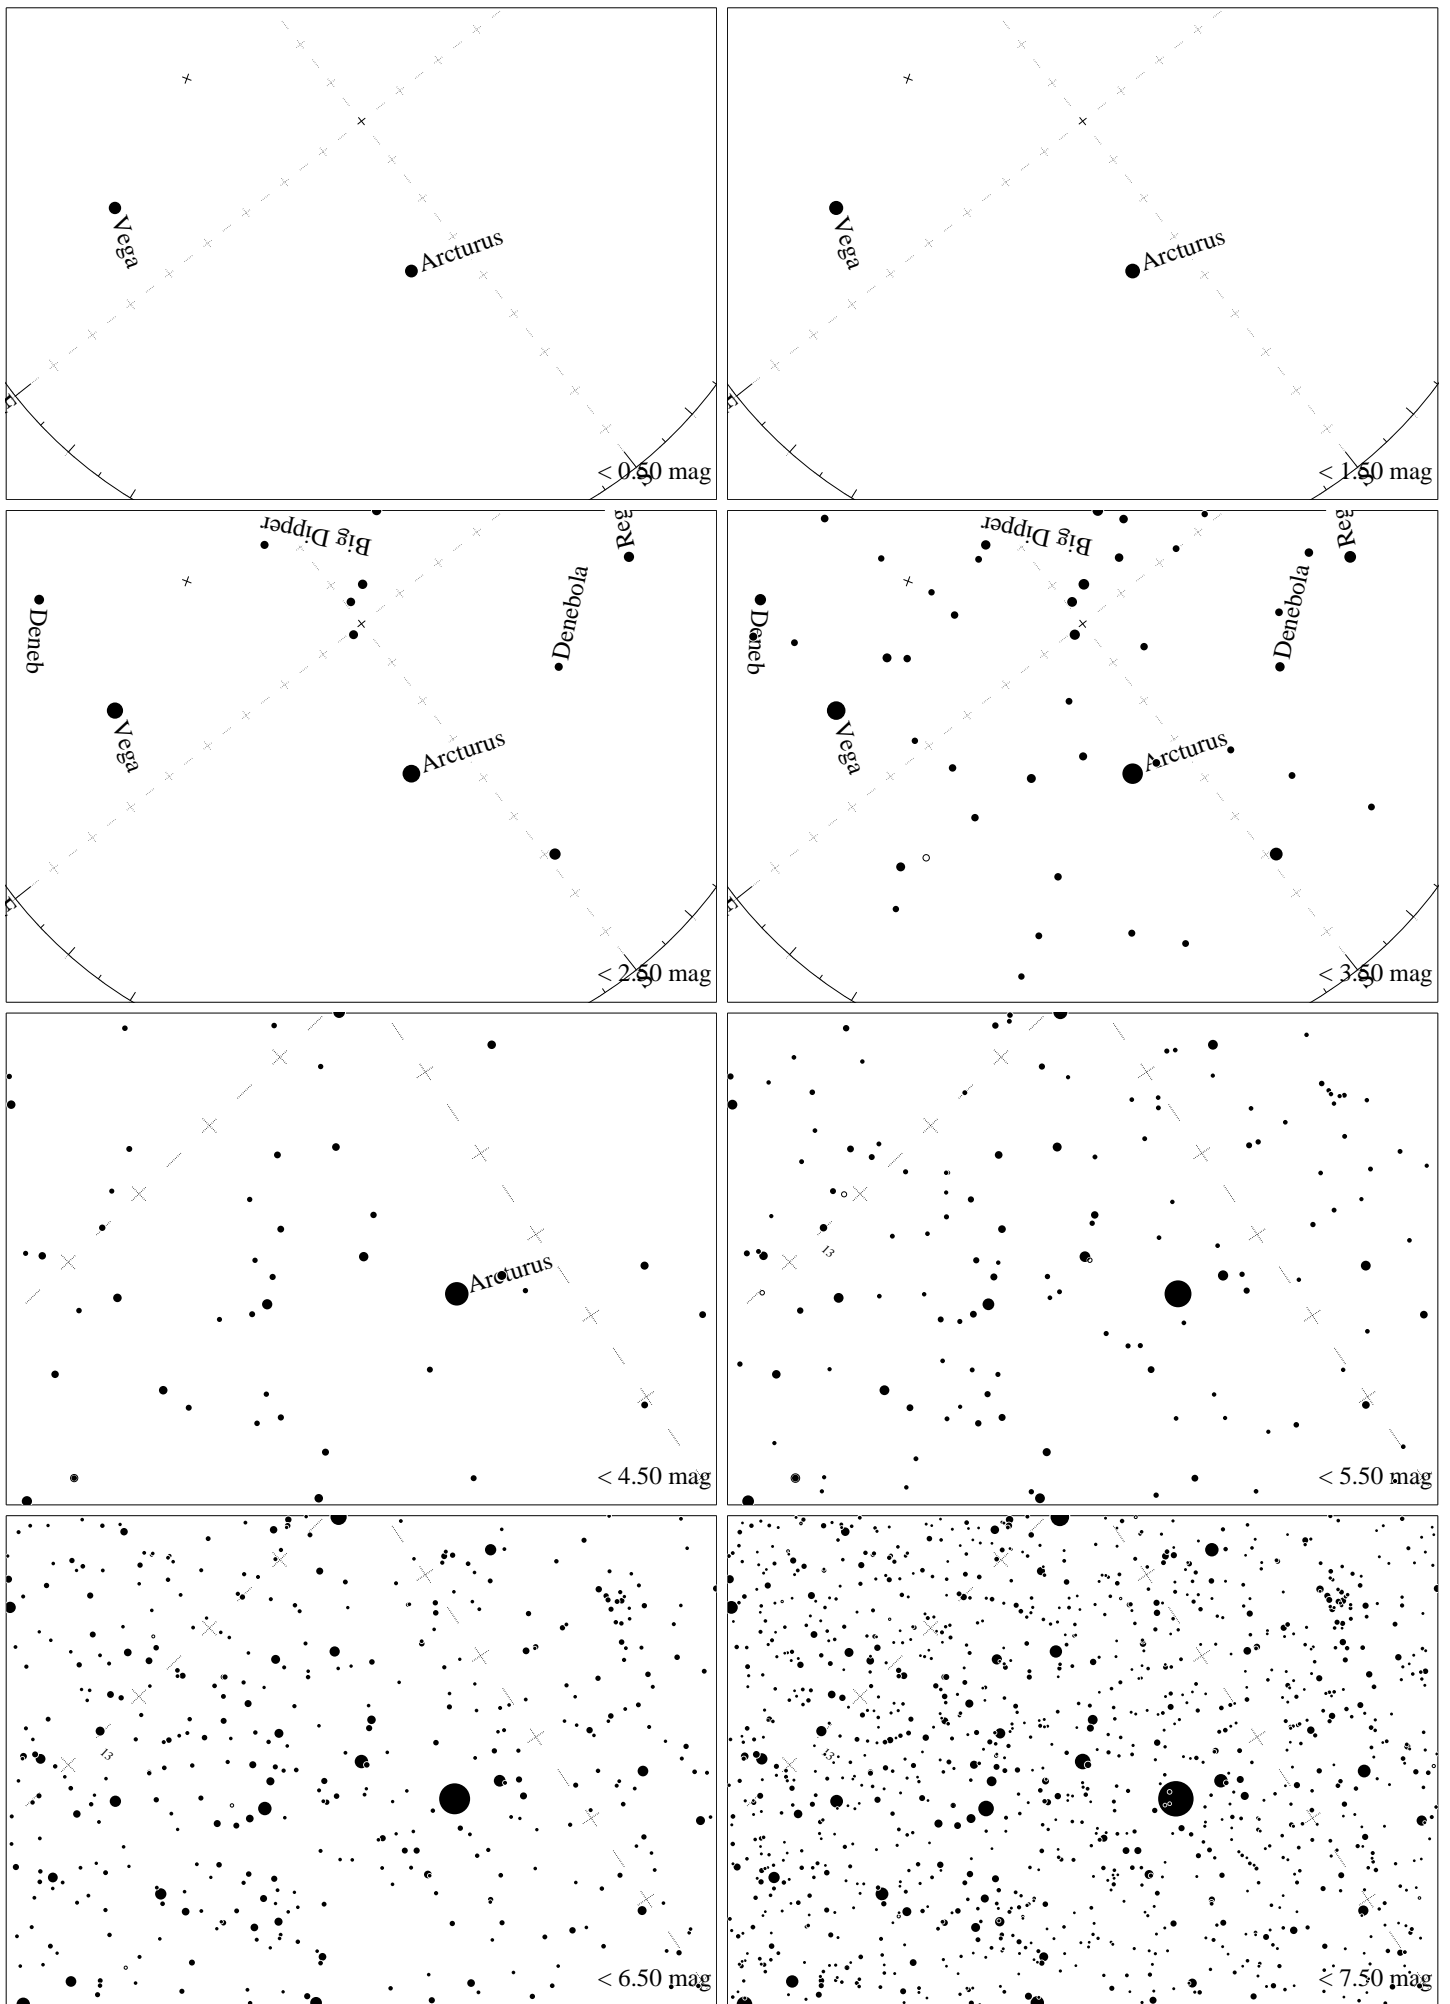 Vega
Arcturus
< 0.50 mag
Vega
Arcturus
< 1.50 mag
Big Dipper
Reg
Deneb
Denebola
Vega
Arcturus
< 2.50 mag
Big Dipper
Reg
Deneb
Denebola
Vega
Arcturus
< 3.50 mag
Arcturus
< 4.50 mag
13
< 5.50 mag
13
< 6.50 mag
13
< 7.50 mag